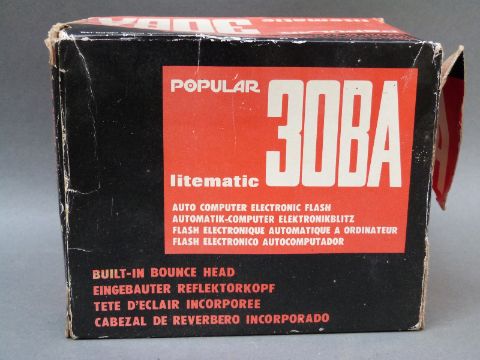 litematic
POPULAR
30BA
litematic
AUTO COMPUTER ELECTRONIC FLASH
AUTOMATIK-COMPUTER ELEKTRONIKBLITZ
FLASH ELECTRONIQUE AUTOMATIQUE A ORDINATEUR
FLASH ELECTRONICO AUTOCOMPUTADOR
BUILT-IN BOUNCE HEAD
EINGEBAUTER REFLEKTORKOPF
TETE D'ECLAIR INCORPOREE
CABEZAL DE REVERBERO INCORPORADO